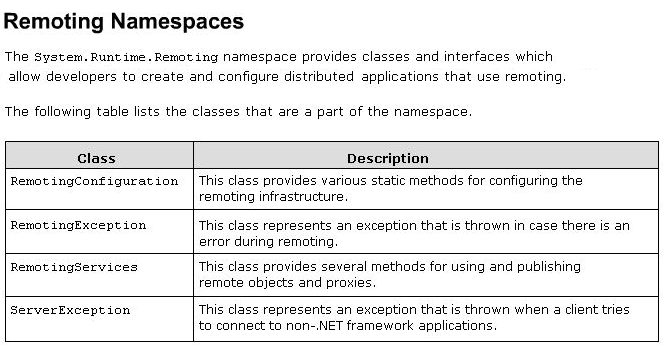 Remoting Namespaces
The System.Runtime.Remoting namespace provides classes and interfaces which
allow developers to create and configure distributed applications that use remoting.
The following table lists the classes that are a part of the namespace.
Class Description
RemotingConfiguration This class provides various static methods for configuring the
remoting infrastructure.
RemotingException This class represents an exception that is thrown in case there is an
error during remoting.
RemotingServices This class provides several methods for using and publishing
remote objects and proxies.
ServerException This class represents an exception that is thrown when a client tries
to connect to non-.NET framework applications.